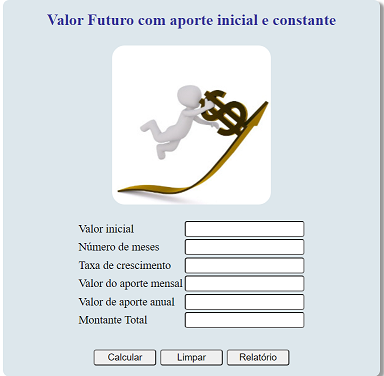 Valor Futuro com aporte inicial e constante
Valor inicial
Número de meses
Taxa de crescimento
Valor do aporte mensal
Valor de aporte anual
Montante Total
Calcular Limpar Relatório